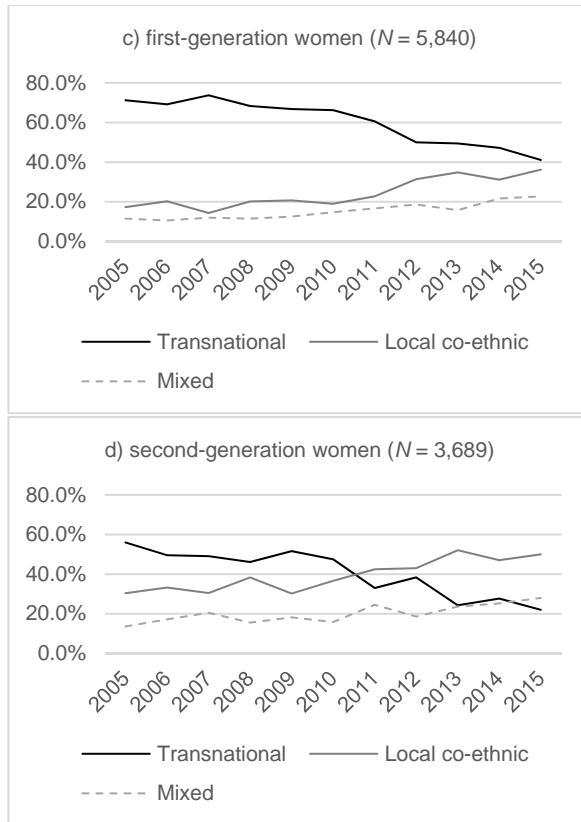 c) first-generation women (N = 5,840)
80.0%
60.0%
40.0%
20.0%
0.0%
2005 2006 2007 2008 2009 2010 2011 2012 2013 2014 2015
Transnational Local co-ethnic
Mixed
d) second-generation women (N = 3,689)
80.0%
60.0%
40.0%
20.0%
0.0%
2005 2006 2007 2008 2009 2010 2011 2012 2013 2014 2015
Transnational Local co-ethnic
Mixed